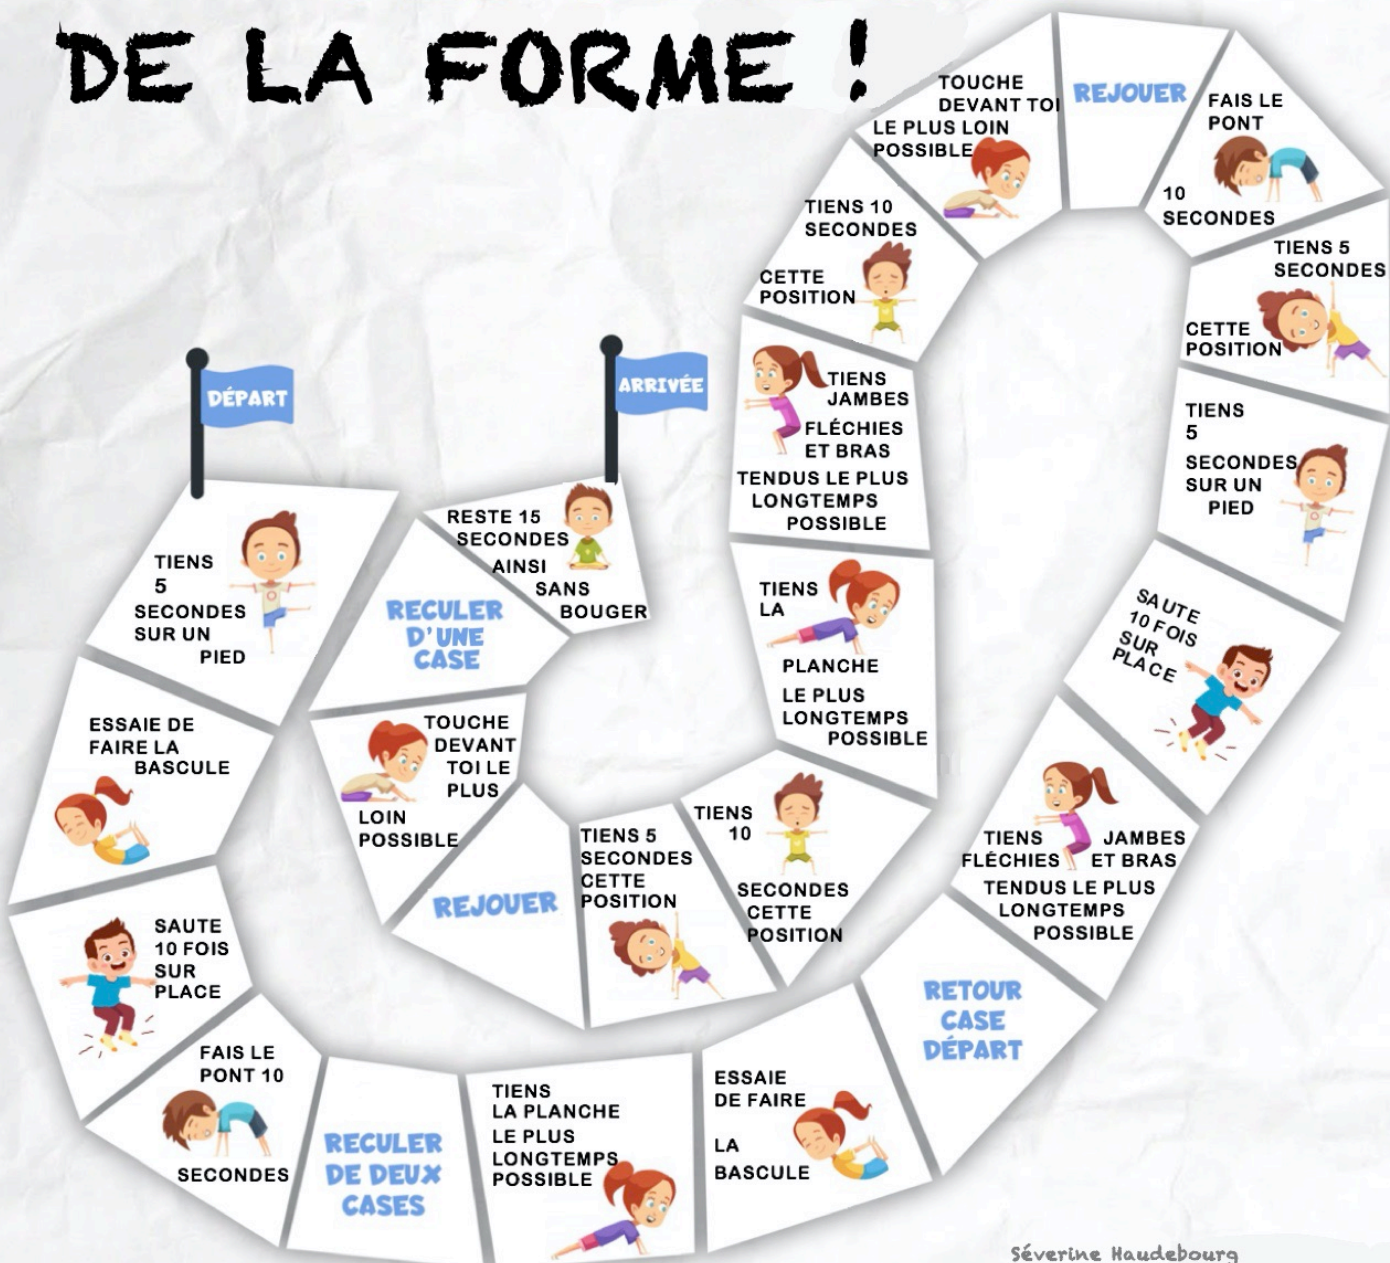 DE LA FORME !
DÉPART
TIENS
5
SECONDES
SUR UN
PIED
ESSAIE DE
FAIRE LA
BASCULE
SAUTE
10 FOIS
SUR
PLACE
FAIS LE
PONT 10
SECONDES
RECULER
DE DEUX
CASES
TIENS
LA PLANCHE
LE PLUS
LONGTEMPS
POSSIBLE
ESSAIE
DE FAIRE
LA
BASCULE
RETOUR
CASE
DÉPART
TIENS JAMBES
FLÉCHIES ET BRAS
TENDUS LE PLUS
LONGTEMPS
POSSIBLE
SAUTE
10 FOIS
SUR
PLACE
TIENS
5
SECONDES
SUR UN
PIED
TIENS 5
SECONDES
CETTE
POSITION
FAIS LE
PONT
10
SECONDES
REJOUER
TOUCHE
DEVANT TOI
LE PLUS LOIN
POSSIBLE
TIENS 10
SECONDES
CETTE
POSITION
TIENS
JAMBES
FLÉCHIES
ET BRAS
TENDUS LE PLUS
LONGTEMPS
POSSIBLE
TIENS
LA
PLANCHE
LE PLUS
LONGTEMPS
POSSIBLE
TIENS
10
SECONDES
CETTE
POSITION
TIENS 5
SECONDES
CETTE
POSITION
REJOUER
TOUCHE
DEVANT
TOI LE
PLUS
LOIN
POSSIBLE
RECULER
D'UNE
CASE
RESTE 15
SECONDES
AINSI
SANS
BOUGER
ARRIVÉE
Séverine Haudebourg